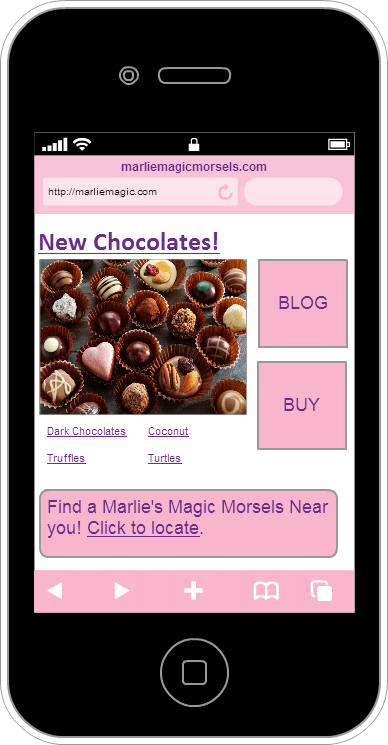 marliemagicmorsels.com
http://marliemagic.com
New Chocolates!
BLOG
BUY
Dark Chocolates Coconut
Truffles Turtles
Find a Marlie's Magic Morsels Near
you! Click to locate.